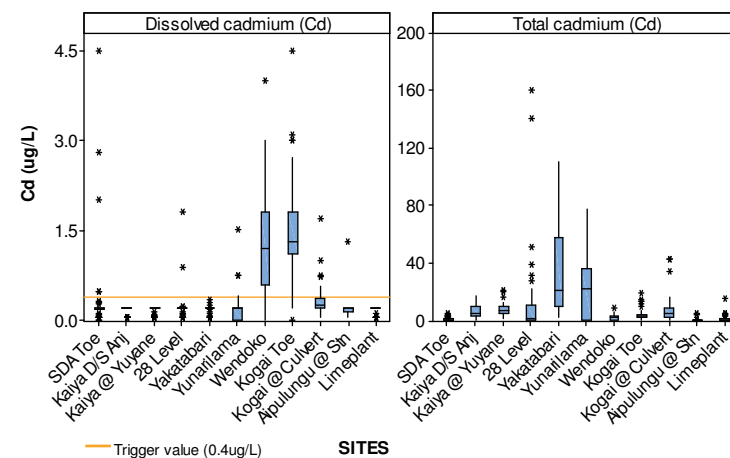 Dissolved cadmium (Cd)
Total cadmium (Cd)
Cd (ug/L)
4.5
3.0
1.5
0.0
200
160
120
80
40
0
SDA Toe
Kaiya D/S Anj
Kaiya @ Yuyane
28 Level
Yakatabari
Yunarilama
Wendoko
Kogai Toe
Kogai @ Culvert
Aipulungu @ Stn
Limeplant
SDA Toe
Kaiya D/S Anj
Kaiya @ Yuyane
28 Level
Yakatabari
Yunarilama
Wendoko
Kogai Toe
Kogai @ Culvert
Aipulungu @ Stn
Limeplant
Trigger value (0.4ug/L)
SITES